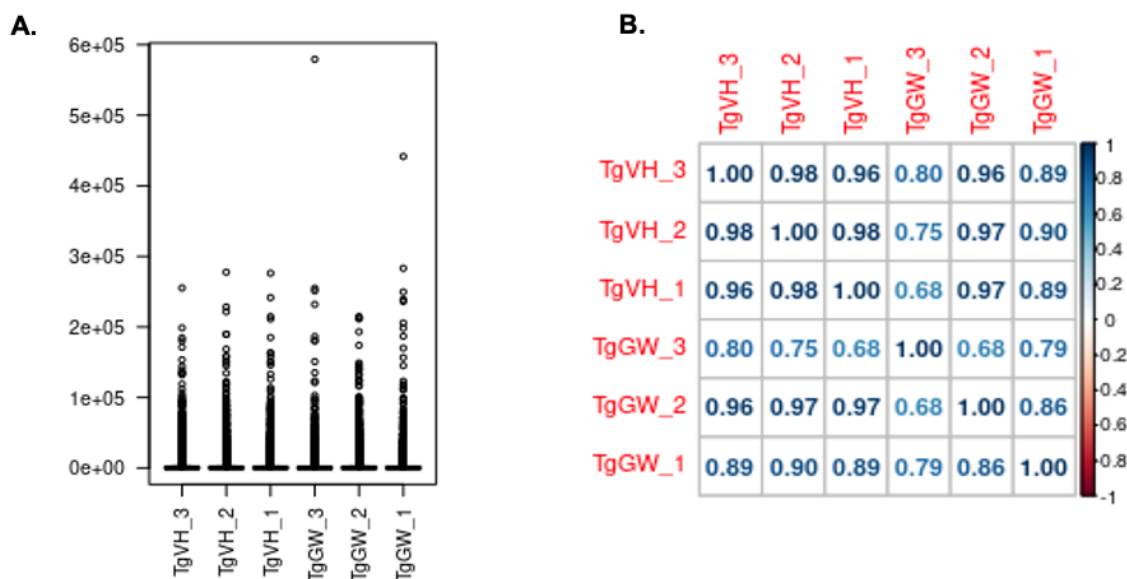 A.
6e+05
5e+05
4e+05
3e+05
2e+05
1e+05
0e+00
TgVH_3
TgVH_2
TgVH_1
TgGW_3
TgGW_2
TgGW_1
B.
TgVH_3
TgVH_2
TgVH_1
TgGW_3
TgGW_2
TgGW_1
TgVH_3 1.00 0.98 0.96 0.80 0.96 0.89
TgVH_2 0.98 1.00 0.98 0.75 0.97 0.90
TgVH_1 0.96 0.98 1.00 0.68 0.97 0.89
TgGW_3 0.80 0.75 0.68 1.00 0.68 0.79
TgGW_2 0.96 0.97 0.97 0.68 1.00 0.86
TgGW_1 0.89 0.90 0.89 0.79 0.86 1.00
1
0.8
0.6
0.4
0.2
0
-0.2
-0.4
-0.6
-0.8
-1